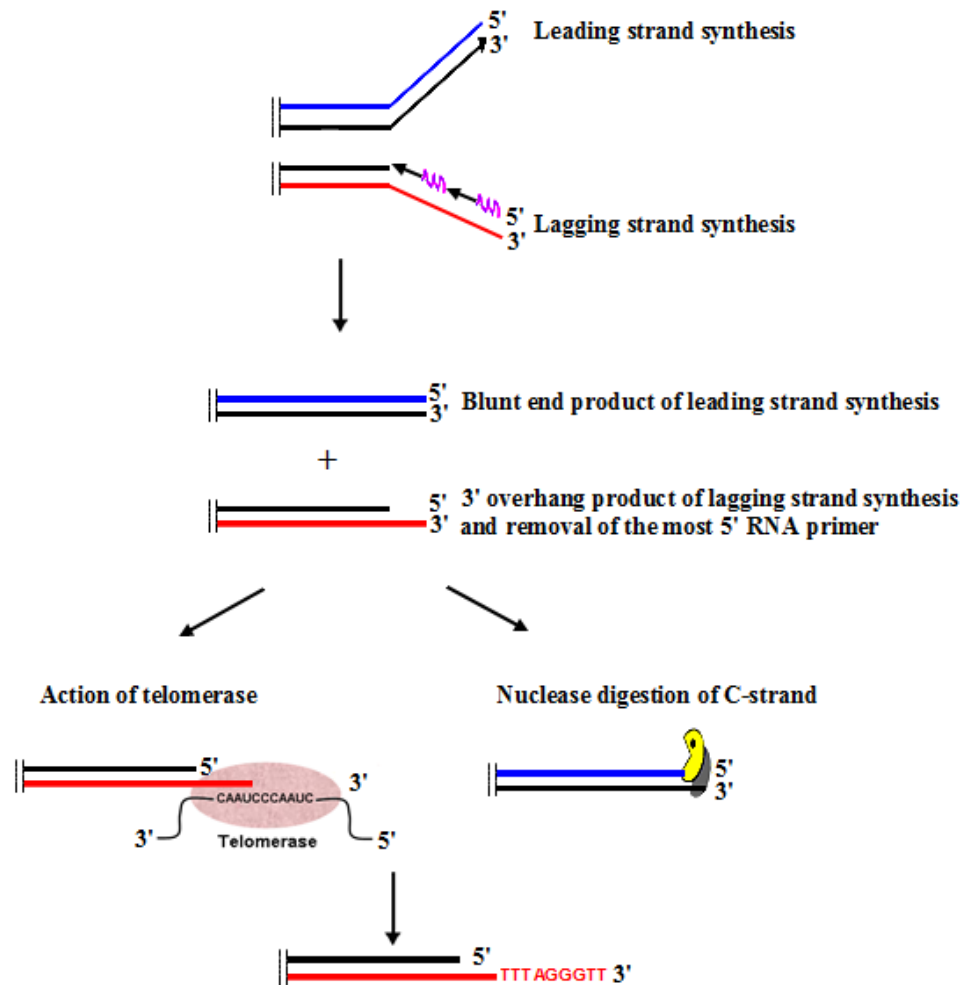 5'
3'
Leading strand synthesis
5'
3'
Lagging strand synthesis
5'
3'
Blunt end product of leading strand synthesis
+
5'
3'
3' overhang product of lagging strand synthesis
and removal of the most 5' RNA primer
Action of telomerase
Nuclease digestion of C-strand
5'
3'
CAAUCCCAAUC
3'
5'
Telomerase
5'
3'
5'
TTTAGGGTT 3'